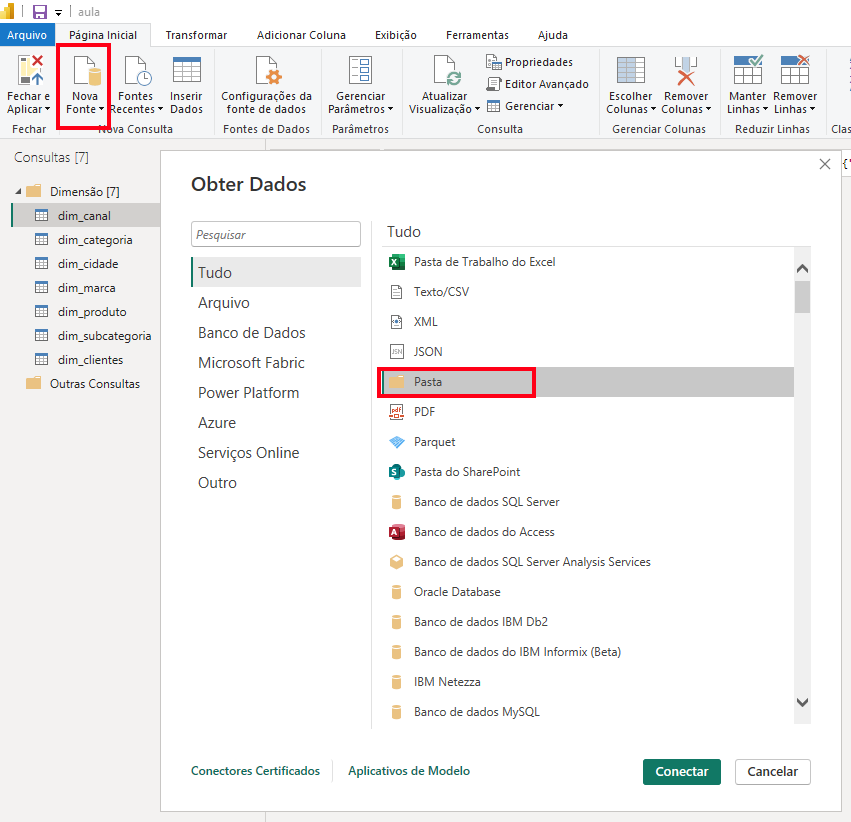 aula
Arquivo Página Inicial Transformar Adicionar Coluna Exibição Ferramentas Ajuda
Fechar e Aplicar
Nova Fonte
Fontes Recentes
Inserir Dados
Configurações da fonte de dados
Gerenciar Parâmetros
Atualizar Visualização
Propriedades
Editor Avançado
Gerenciar
Escolher Colunas
Remover Colunas
Manter Linhas
Remover Linhas
Fechar Nova Consulta Fontes de Dados Parâmetros Consulta Gerenciar Colunas Reduzir Linhas Clas
Consultas [7]
Dimensão [7]
dim_canal
dim_categoria
dim_cidade
dim_marca
dim_produto
dim_subcategoria
dim_clientes
Outras Consultas
Obter Dados
Pesquisar
Tudo
Arquivo
Banco de Dados
Microsoft Fabric
Power Platform
Azure
Serviços Online
Outro
Tudo
Pasta de Trabalho do Excel
Texto/CSV
XML
JSON
Pasta
PDF
Parquet
Pasta do SharePoint
Banco de dados SQL Server
Banco de dados do Access
Banco de dados SQL Server Analysis Services
Oracle Database
Banco de dados IBM Db2
Banco de dados do IBM Informix (Beta)
IBM Netezza
Banco de dados MySQL
Conectores Certificados Aplicativos de Modelo
Conectar Cancelar